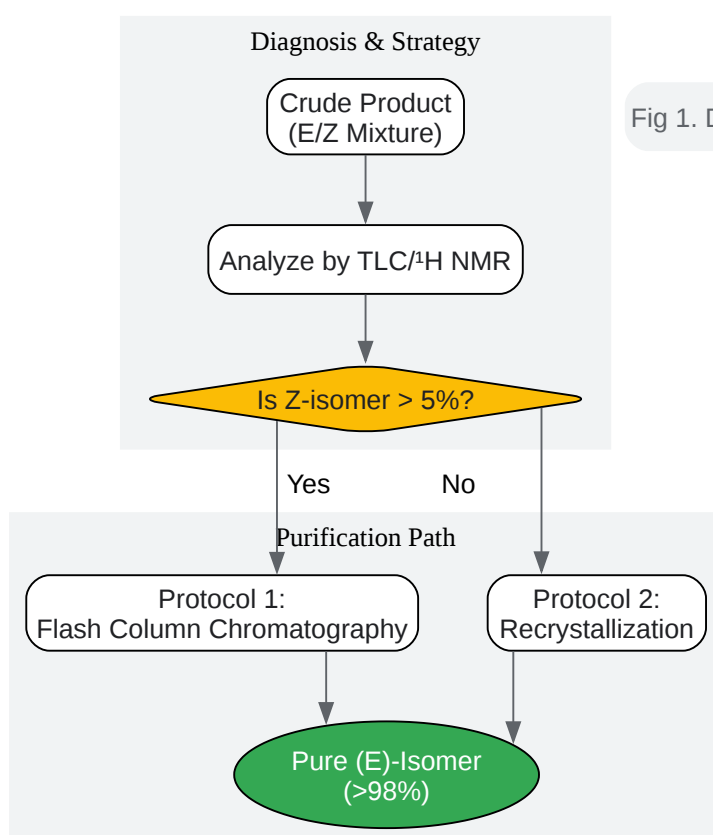 Diagnosis & Strategy
Crude Product
(E/Z Mixture)
Fig 1. D
Analyze by TLC/¹H NMR
Is Z-isomer > 5%?
Yes
No
Purification Path
Protocol 1:
Flash Column Chromatography
Protocol 2:
Recrystallization
Pure (E)-Isomer
(>98%)